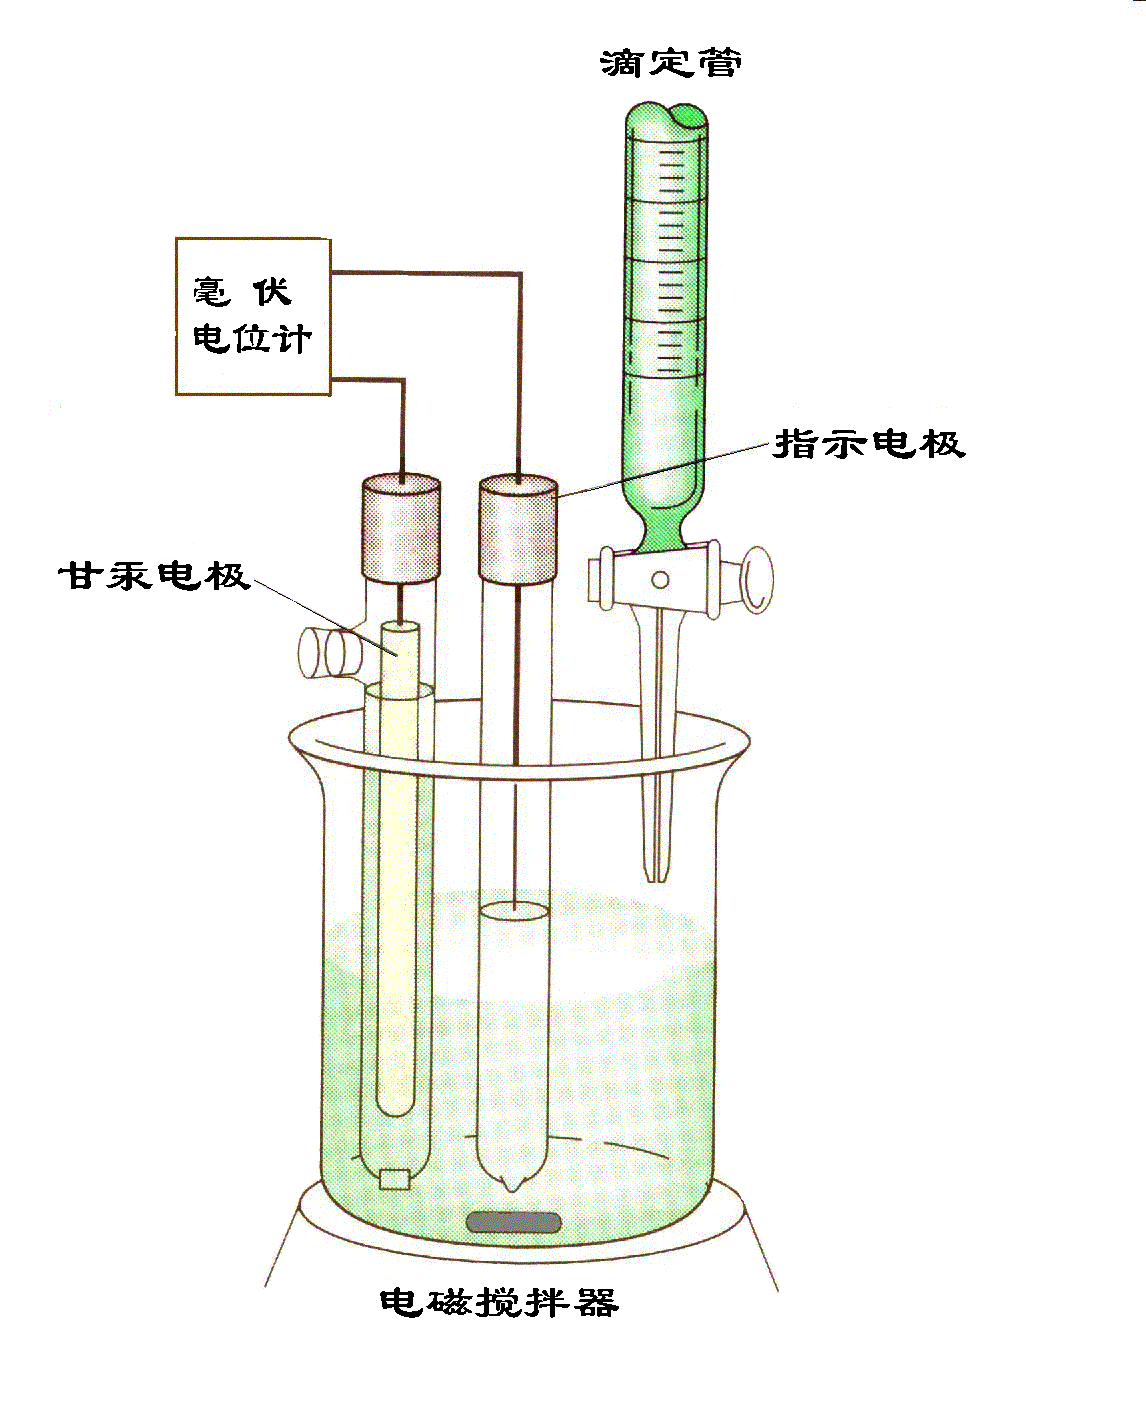 滴定管
毫 伏
电位计
指示电极
甘汞电极
电磁搅拌器